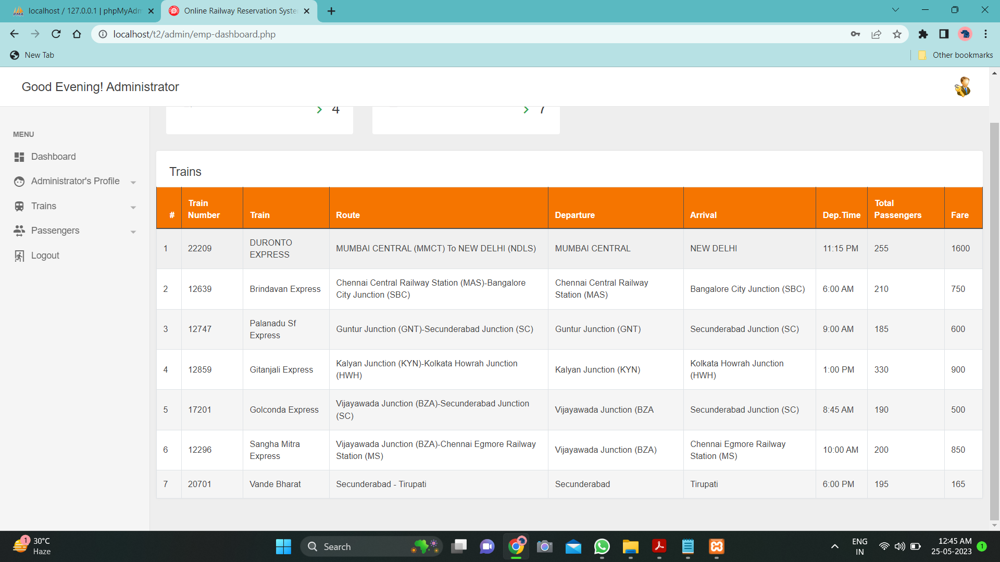 localhost / 127.0.0.1 | phpMyAdm
Online Railway Reservation Syste
localhost/t2/admin/emp-dashboard.php
New Tab
Other bookmarks
Good Evening! Administrator
4
7
MENU
Dashboard
Administrator's Profile
Trains
Passengers
Logout
Trains
# Train Number Train Route Departure Arrival Dep.Time Total Passengers Fare
1 22209 DURONTO EXPRESS MUMBAI CENTRAL (MMCT) To NEW DELHI (NDLS) MUMBAI CENTRAL NEW DELHI 11:15 PM 255 1600
2 12639 Brindavan Express Chennai Central Railway Station (MAS)-Bangalore City Junction (SBC) Chennai Central Railway Station (MAS) Bangalore City Junction (SBC) 6:00 AM 210 750
3 12747 Palanadu Sf Express Guntur Junction (GNT)-Secunderabad Junction (SC) Guntur Junction (GNT) Secunderabad Junction (SC) 9:00 AM 185 600
4 12859 Gitanjali Express Kalyan Junction (KYN)-Kolkata Howrah Junction (HWH) Kalyan Junction (KYN) Kolkata Howrah Junction (HWH) 1:00 PM 330 900
5 17201 Golconda Express Vijayawada Junction (BZA)-Secunderabad Junction (SC) Vijayawada Junction (BZA Secunderabad Junction (SC) 8:45 AM 190 500
6 12296 Sangha Mitra Express Vijayawada Junction (BZA)-Chennai Egmore Railway Station (MS) Vijayawada Junction (BZA) Chennai Egmore Railway Station (MS) 10:00 AM 200 850
7 20701 Vande Bharat Secunderabad - Tirupati Secunderabad Tirupati 6:00 PM 195 165
1
30°C
Haze
Search
ENG
IN
12:45 AM
25-05-2023
1